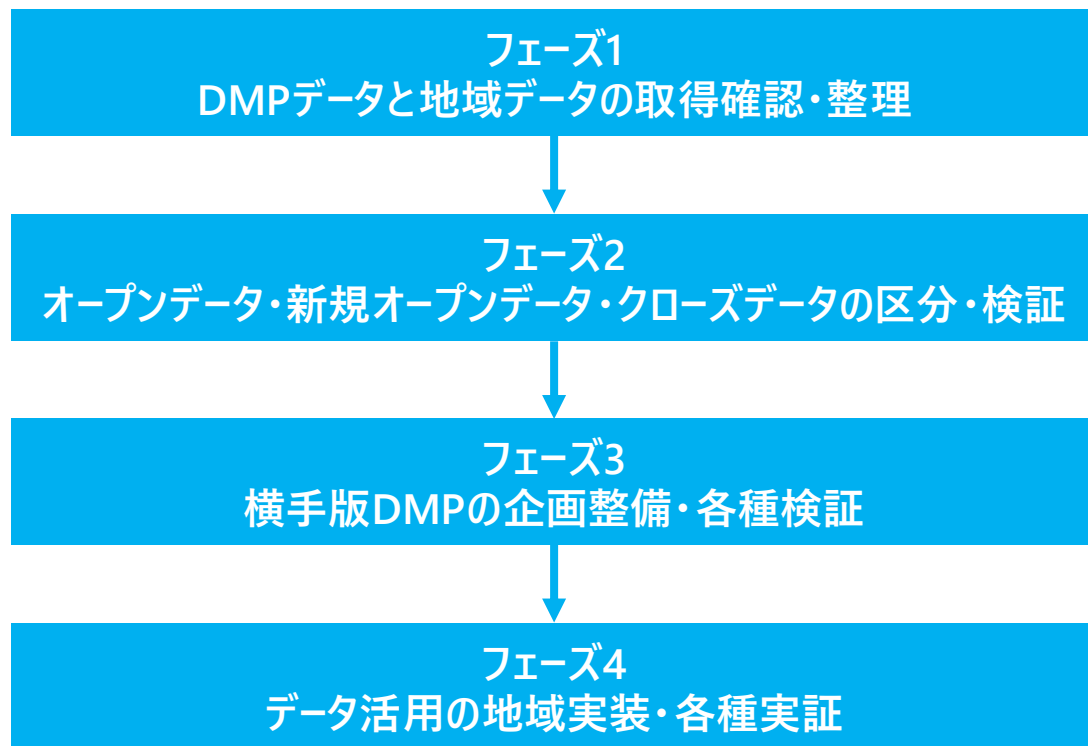 フェーズ1
DMPデータと地域データの取得確認・整理
フェーズ2
オープンデータ・新規オープンデータ・クローズデータの区分・検証
フェーズ3
横手版DMPの企画整備・各種検証
フェーズ4
データ活用の地域実装・各種実証